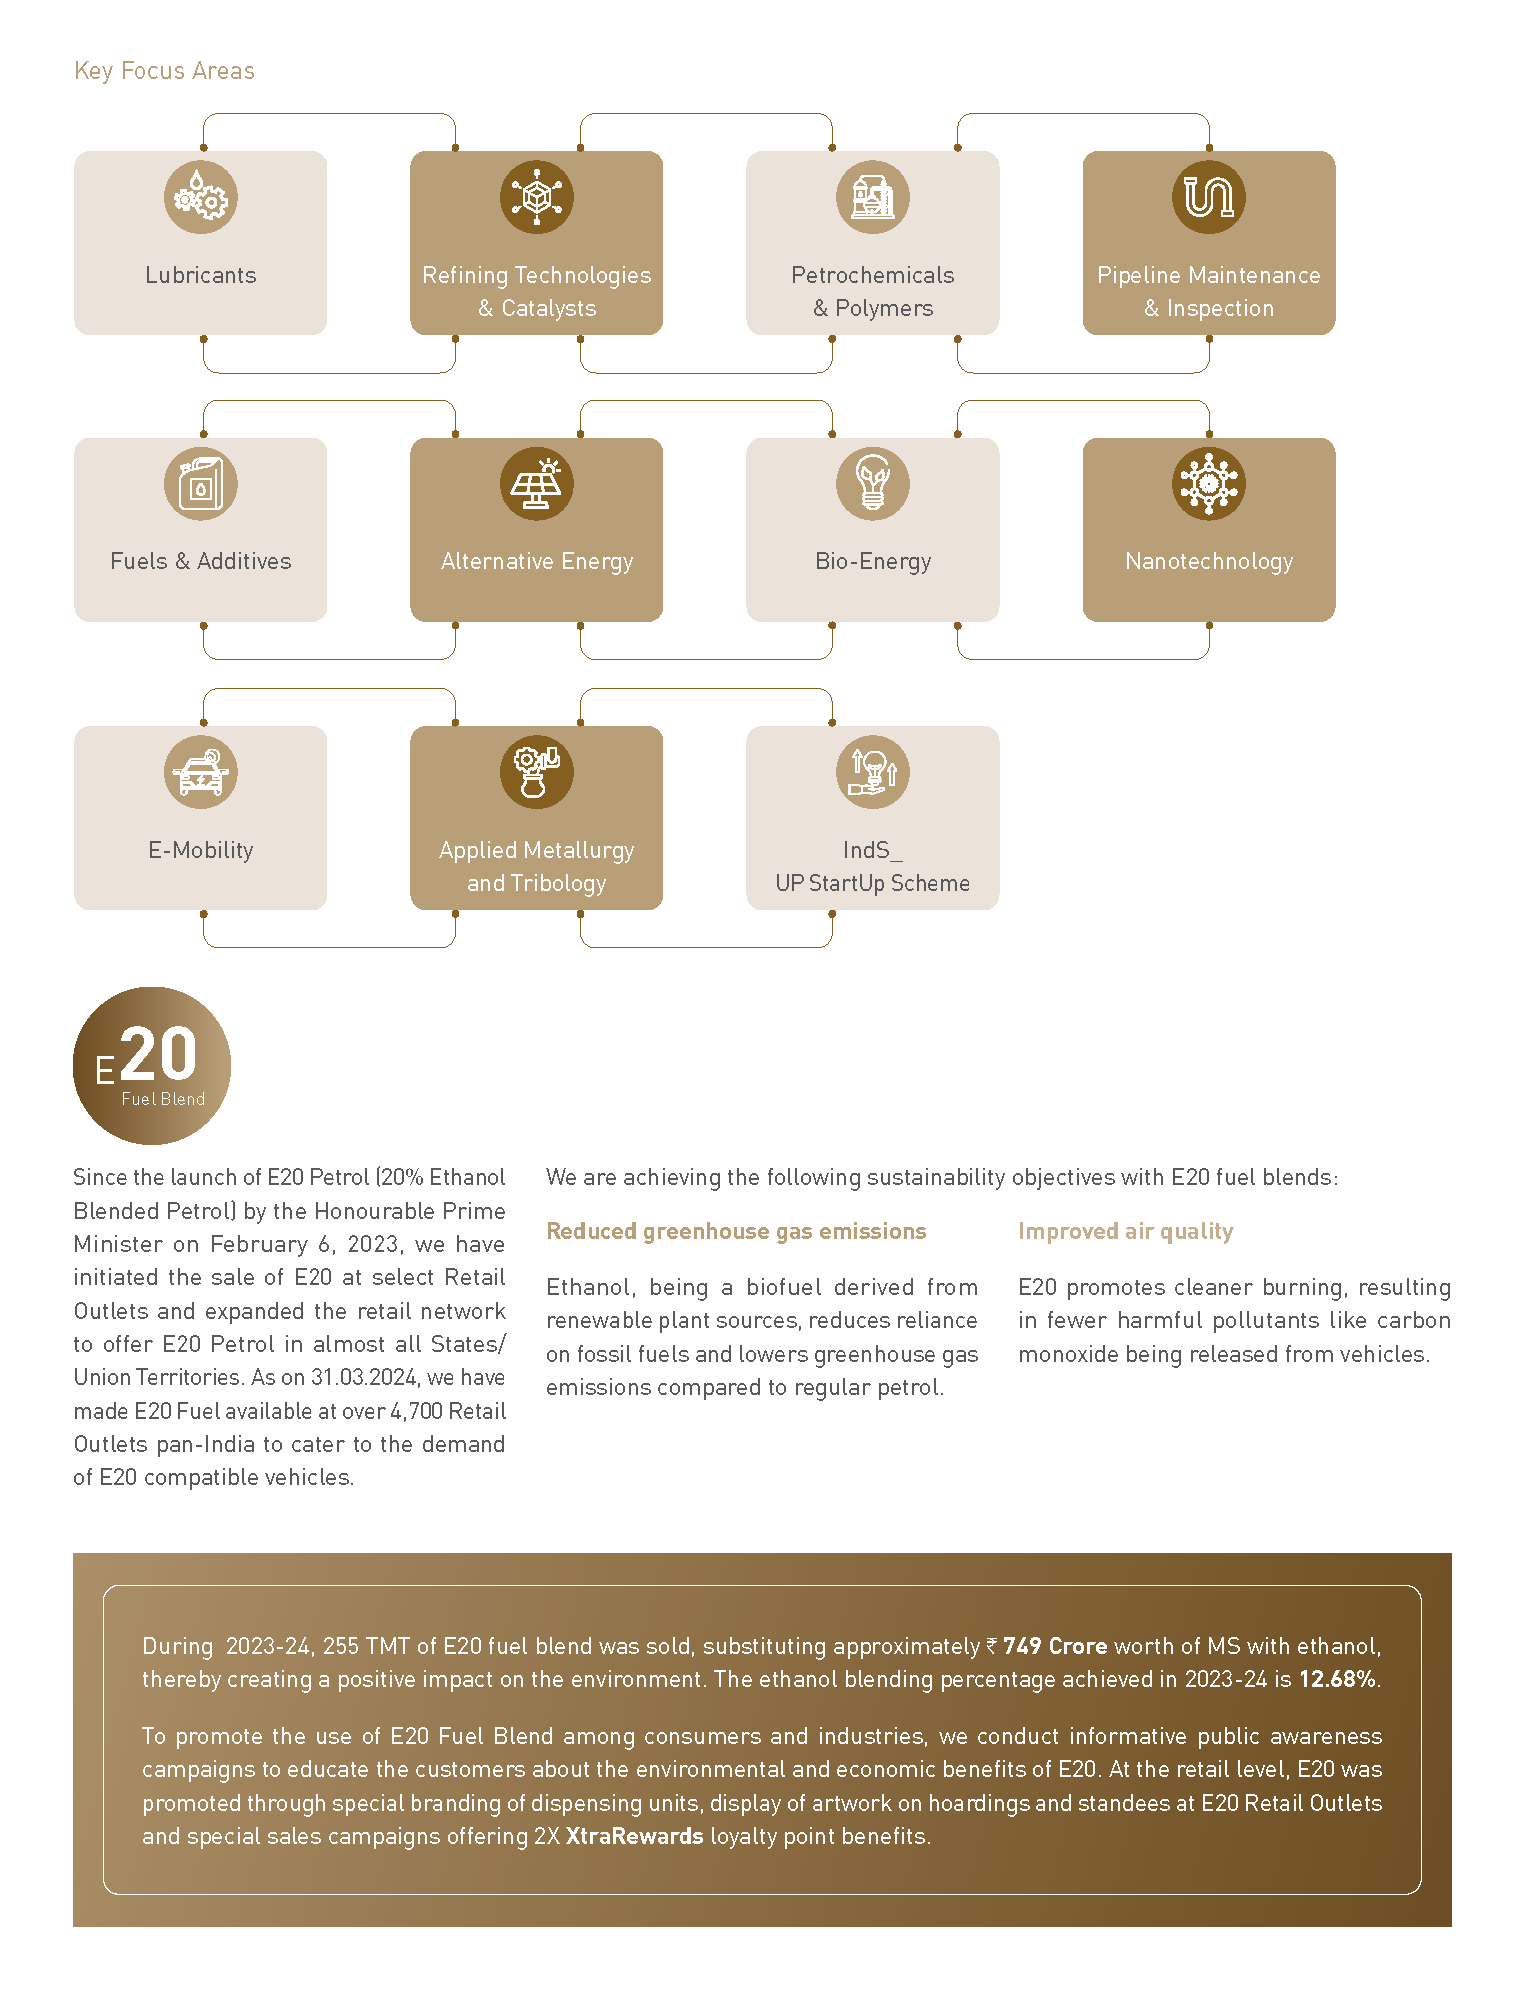 Key Focus Areas
Lubricants
Refining Technologies
& Catalysts
Petrochemicals
& Polymers
Pipeline Maintenance
& Inspection
Fuels & Additives
Alternative Energy
Bio-Energy
Nanotechnology
E-Mobility
Applied Metallurgy
and Tribology
IndS_
UP StartUp Scheme
E20
Fuel Blend
Since the launch of E20 Petrol (20% Ethanol
Blended Petrol) by the Honourable Prime
Minister on February 6, 2023, we have
initiated the sale of E20 at select Retail
Outlets and expanded the retail network
to offer E20 Petrol in almost all States/
Union Territories. As on 31.03.2024, we have
made E20 Fuel available at over 4,700 Retail
Outlets pan-India to cater to the demand
of E20 compatible vehicles.
We are achieving the following sustainability objectives with E20 fuel blends:
Reduced greenhouse gas emissions
Ethanol, being a biofuel derived from
renewable plant sources, reduces reliance
on fossil fuels and lowers greenhouse gas
emissions compared to regular petrol.
Improved air quality
E20 promotes cleaner burning, resulting
in fewer harmful pollutants like carbon
monoxide being released from vehicles.
During 2023-24, 255 TMT of E20 fuel blend was sold, substituting approximately ₹ 749 Crore worth of MS with ethanol,
thereby creating a positive impact on the environment. The ethanol blending percentage achieved in 2023-24 is 12.68%.
To promote the use of E20 Fuel Blend among consumers and industries, we conduct informative public awareness
campaigns to educate the customers about the environmental and economic benefits of E20. At the retail level, E20 was
promoted through special branding of dispensing units, display of artwork on hoardings and standees at E20 Retail Outlets
and special sales campaigns offering 2X XtraRewards loyalty point benefits.